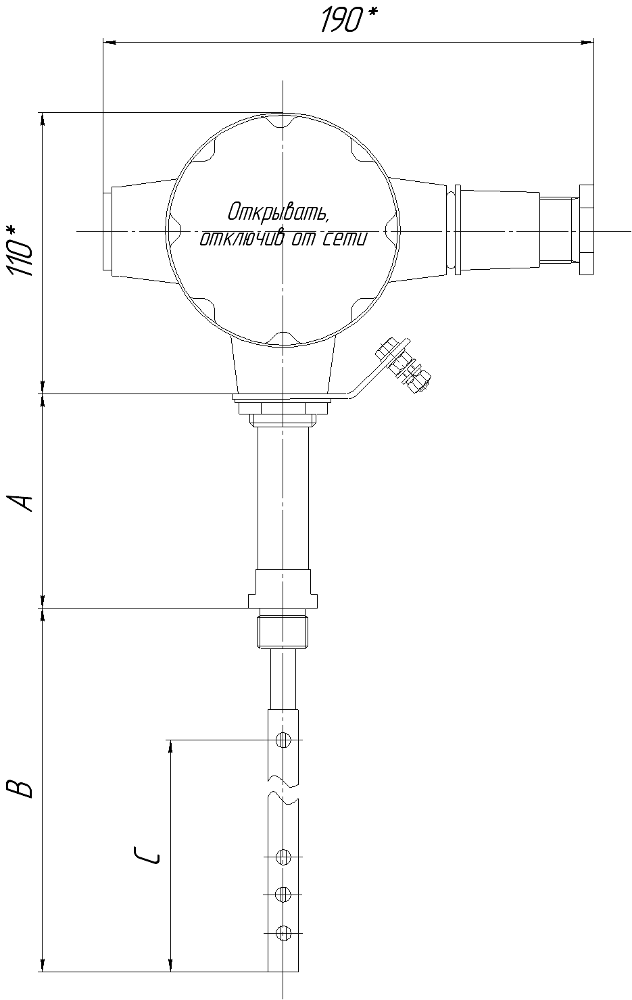 190*
Открывать,
отключив от сети
110*
A
B
C